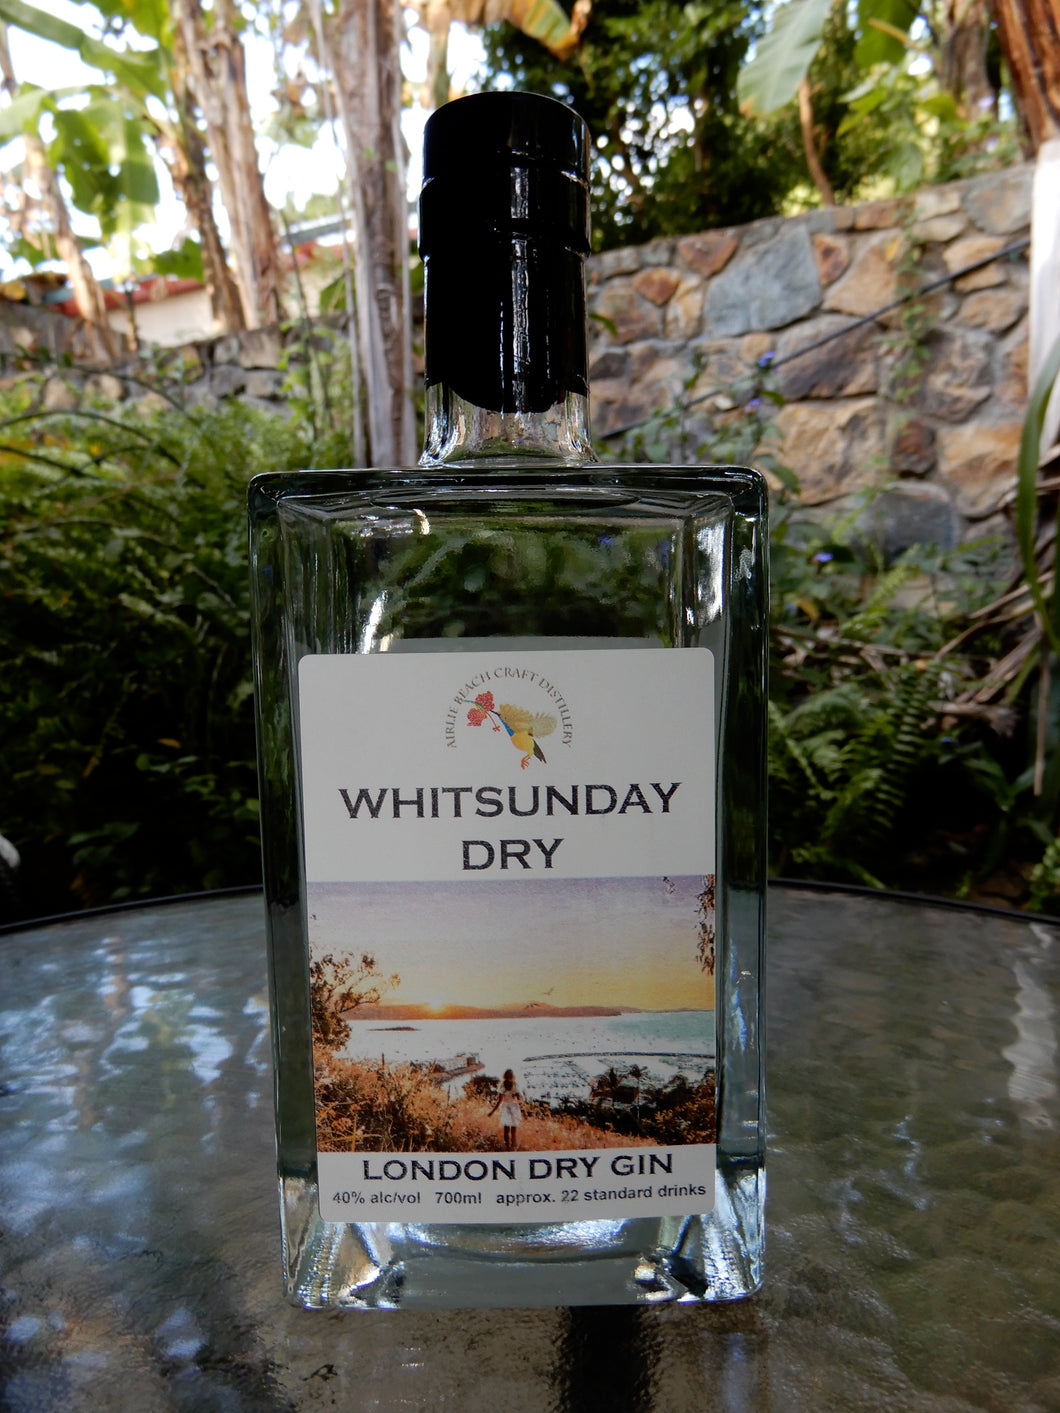 AIRLIE BEACH CRAFT DISTILLERY
WHITSUNDAY
DRY
LONDON DRY GIN
40% alc/vol 700ml approx. 22 standard drinks